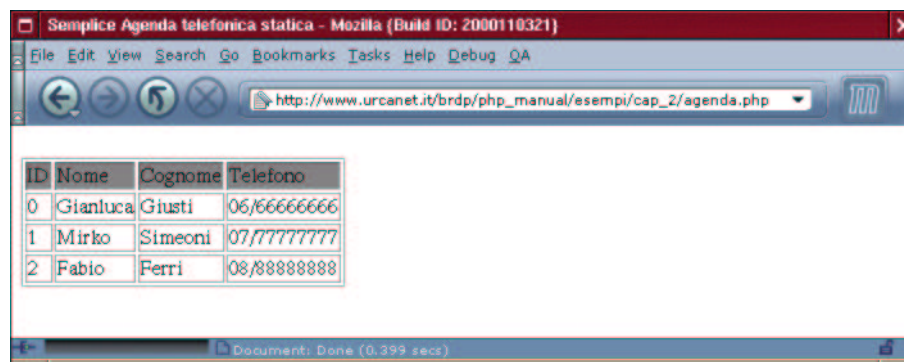 Semplice Agenda telefonica statica - Mozilla {Build ID: 2000110321}
File Edit View Search Go Bookmarks Tasks Help Debug QA
http://www.urcanet.it/brdp/php_manual/esempi/cap_2/agenda.php
ID Nome Cognome Telefono
0 Gianluca Giusti 06/66666666
1 Mirko Simeoni 07/77777777
2 Fabio Ferri 08/88888888
Document: Done (0.399 secs)